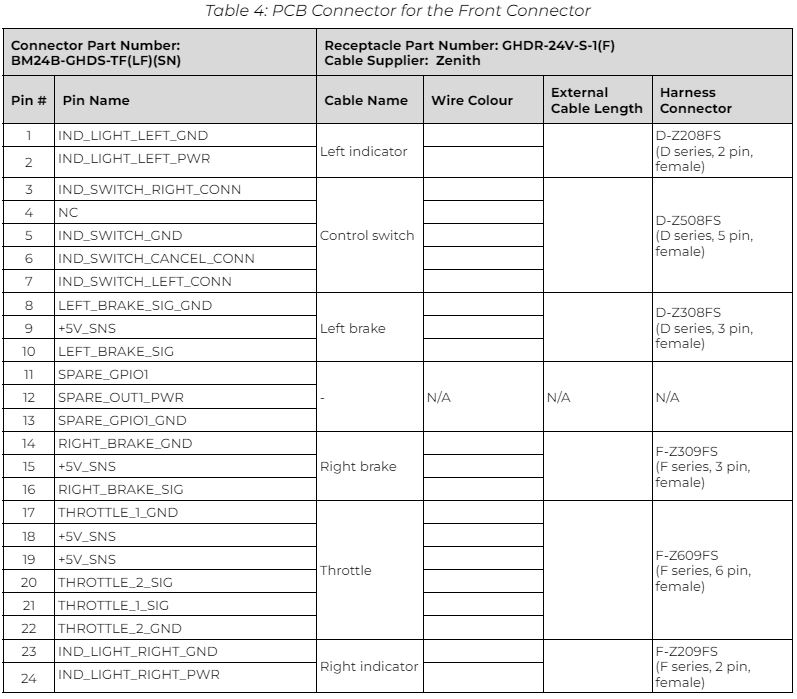 Table 4: PCB Connector for the Front Connector
Connector Part Number:
BM24B-GHDS-TF(LF)(SN)
Receptacle Part Number: GHDR-24V-S-1(F)
Cable Supplier: Zenith
Pin # Pin Name Cable Name Wire Colour External Cable Length Harness Connector
1 IND_LIGHT_LEFT_GND Left indicator D-Z208FS (D series, 2 pin, female)
2 IND_LIGHT_LEFT_PWR
3 IND_SWITCH_RIGHT_CONN Control switch D-Z508FS (D series, 5 pin, female)
4 NC
5 IND_SWITCH_GND
6 IND_SWITCH_CANCEL_CONN
7 IND_SWITCH_LEFT_CONN
8 LEFT_BRAKE_SIG_GND Left brake D-Z308FS (D series, 3 pin, female)
9 +5V_SNS
10 LEFT_BRAKE_SIG
11 SPARE_GPIO1 - N/A N/A N/A
12 SPARE_OUT1_PWR
13 SPARE_GPIO1_GND
14 RIGHT_BRAKE_GND Right brake F-Z309FS (F series, 3 pin, female)
15 +5V_SNS
16 RIGHT_BRAKE_SIG
17 THROTTLE_1_GND Throttle F-Z609FS (F series, 6 pin, female)
18 +5V_SNS
19 +5V_SNS
20 THROTTLE_2_SIG
21 THROTTLE_1_SIG
22 THROTTLE_2_GND
23 IND_LIGHT_RIGHT_GND Right indicator F-Z209FS (F series, 2 pin, female)
24 IND_LIGHT_RIGHT_PWR